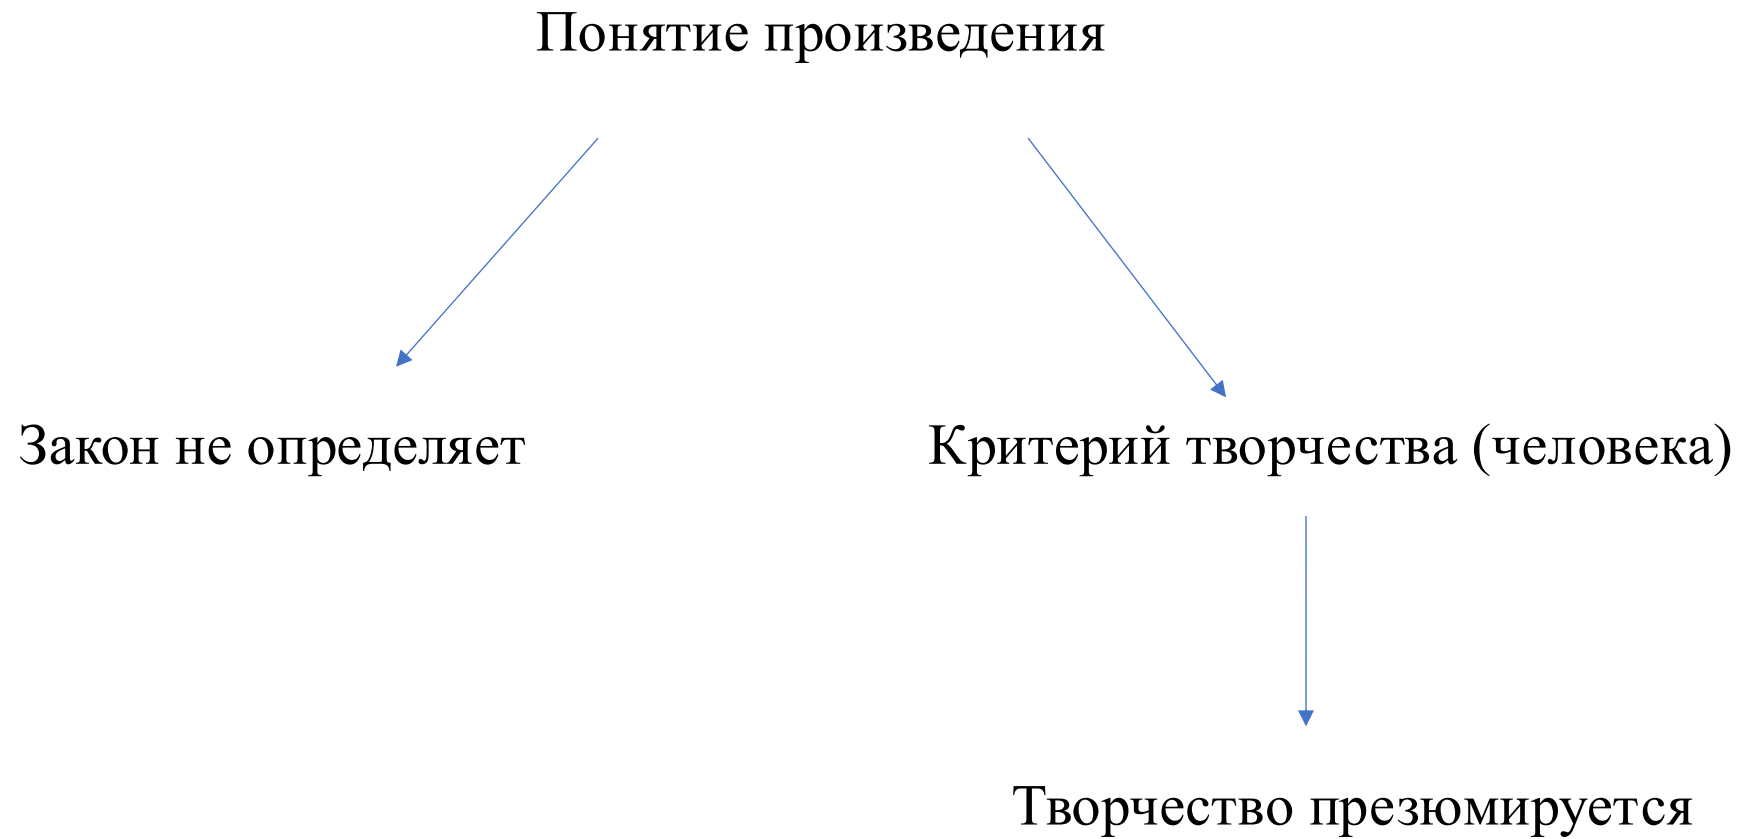 Понятие произведения
Закон не определяет
Критерий творчества (человека)
Творчество презюмируется